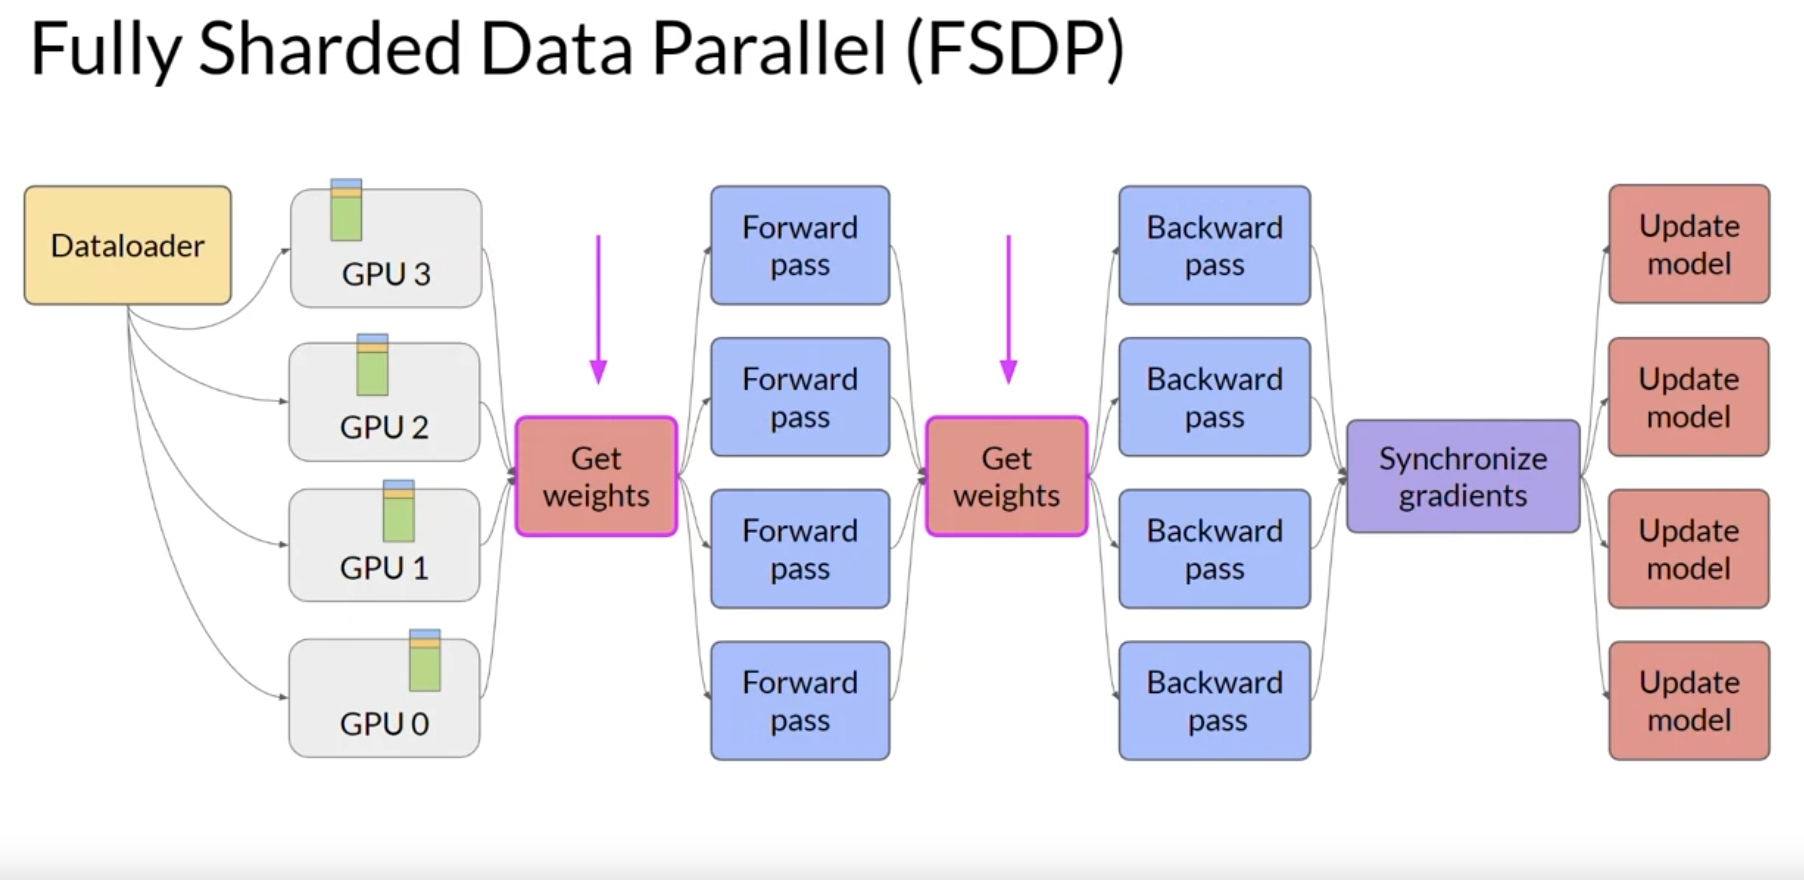 Fully Sharded Data Parallel (FSDP)
Dataloader
GPU 3
GPU 2
GPU 1
GPU 0
Get
weights
Forward
pass
Forward
pass
Forward
pass
Forward
pass
Get
weights
Backward
pass
Backward
pass
Backward
pass
Backward
pass
Synchronize
gradients
Update
model
Update
model
Update
model
Update
model